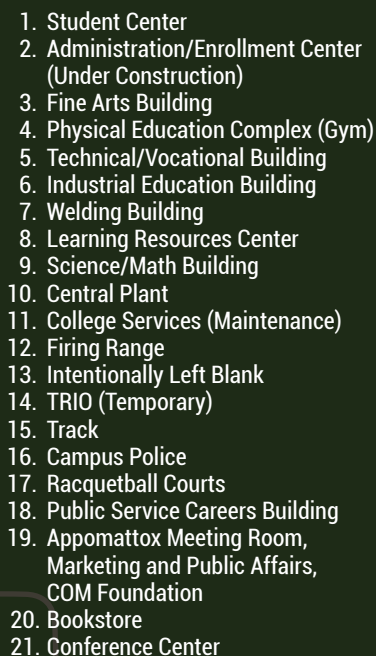 1. Student Center
2. Administration/Enrollment Center
(Under Construction)
3. Fine Arts Building
4. Physical Education Complex (Gym)
5. Technical/Vocational Building
6. Industrial Education Building
7. Welding Building
8. Learning Resources Center
9. Science/Math Building
10. Central Plant
11. College Services (Maintenance)
12. Firing Range
13. Intentionally Left Blank
14. TRIO (Temporary)
15. Track
16. Campus Police
17. Racquetball Courts
18. Public Service Careers Building
19. Appomattox Meeting Room,
Marketing and Public Affairs,
COM Foundation
20. Bookstore
21. Conference Center